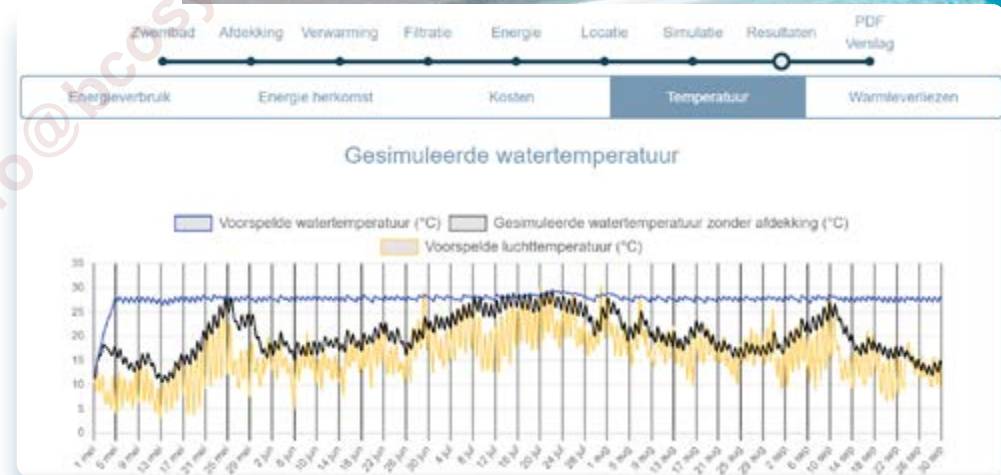 Zwembad Afdekking Verwarming Filtratie Energie Locatie Simulatie Resultaten PDF Verslag
Energieverbruik Energie herkomst Kosten Temperatuur Warmteverliezen
Gesimuleerde watertemperatuur
Voorspelde watertemperatuur (°C) Gesimuleerde watertemperatuur zonder afdekking (°C)
Voorspelde luchttemperatuur (°C)
35
30
25
20
15
10
5
0
1 mei 5 mei 9 mei 13 mei 17 mei 21 mei 25 mei 29 mei 2 jun 6 jun 10 jun 14 jun 18 jun 22 jun 26 jun 30 jun 4 jul 8 jul 12 jul 16 jul 20 jul 24 jul 28 jul 1 aug 5 aug 9 aug 13 aug 17 aug 21 aug 25 aug 29 aug 2 sep 6 sep 10 sep 14 sep sep sep sep sep